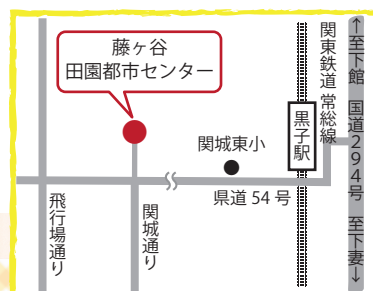 藤ヶ谷
田園都市センター
関東鉄道 常総線
↑至下館 国道294号 至下妻↓
黒子駅
関城東小
県道 54 号
飛行場通り
関城通り